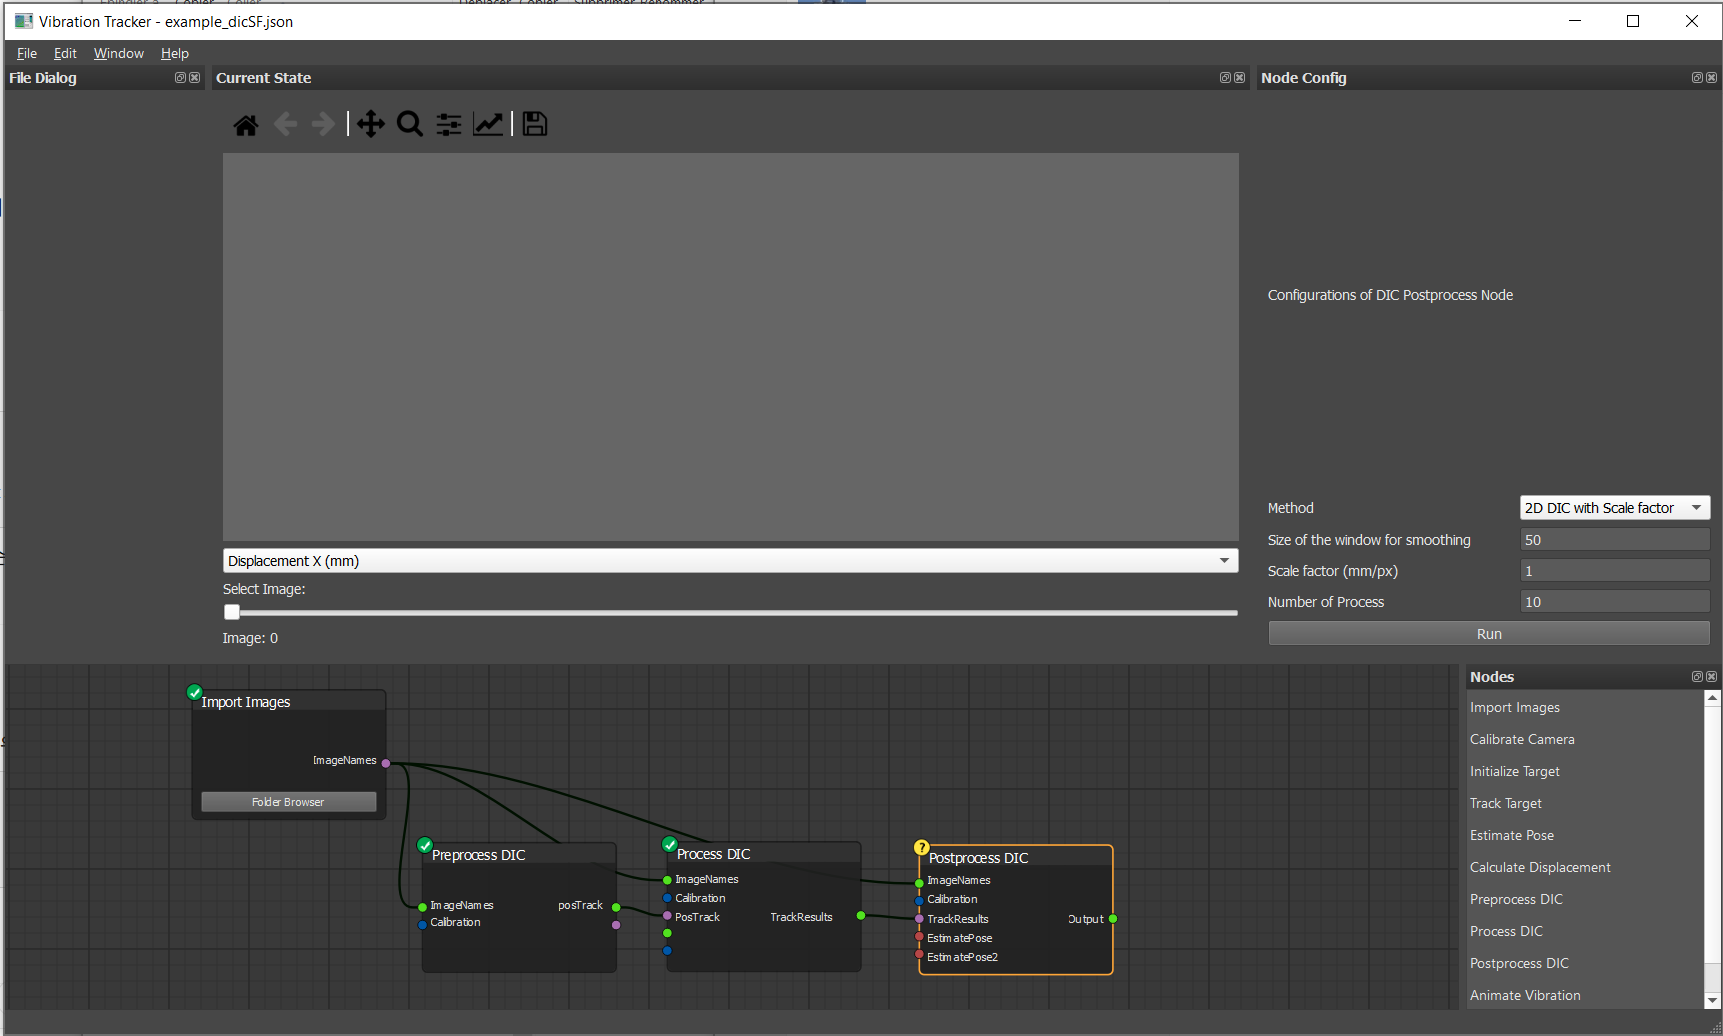 Vibration Tracker - example_dicSF.json
File Edit Window Help
File Dialog
Current State
Node Config
Configurations of DIC Postprocess Node
Method
2D DIC with Scale factor
Size of the window for smoothing
50
Scale factor (mm/px)
1
Number of Process
10
Run
Displacement X (mm)
Select Image:
Image: 0
Import Images
ImageNames
Folder Browser
Preprocess DIC
ImageNames
posTrack
Calibration
Process DIC
ImageNames
Calibration
PosTrack
TrackResults
?
Postprocess DIC
ImageNames
Calibration
TrackResults
Output
EstimatePose
EstimatePose2
Nodes
Import Images
Calibrate Camera
Initialize Target
Track Target
Estimate Pose
Calculate Displacement
Preprocess DIC
Process DIC
Postprocess DIC
Animate Vibration